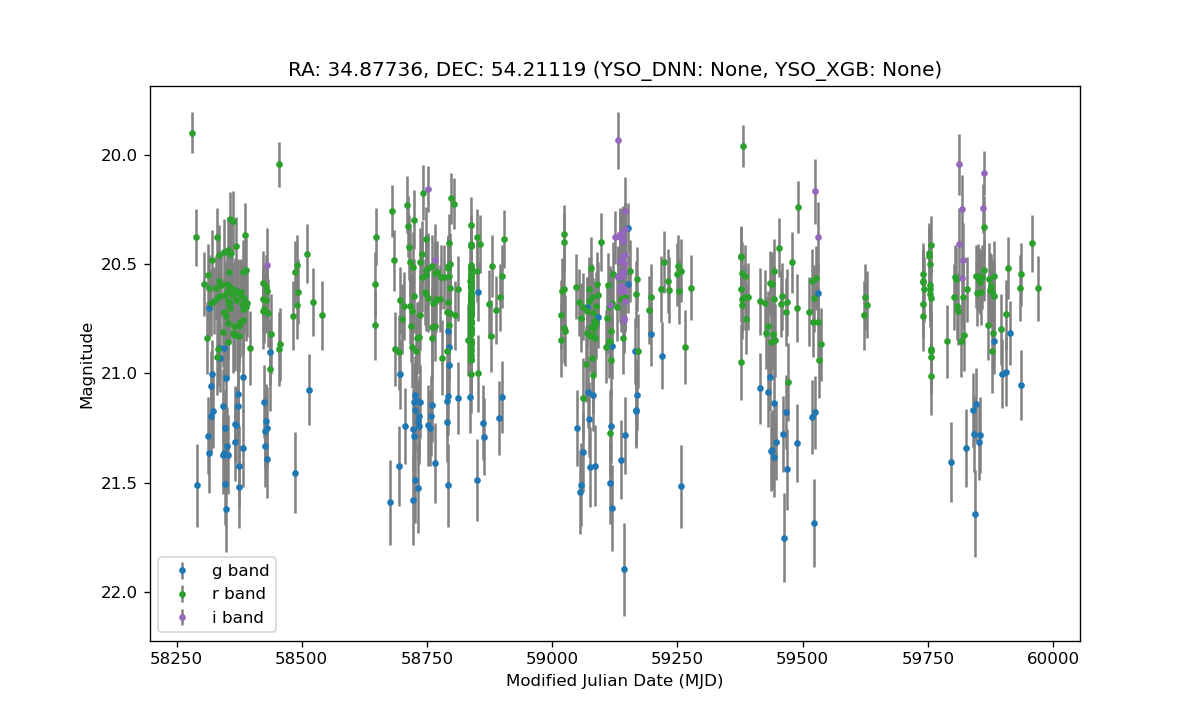 RA: 34.87736, DEC: 54.21119 (YSO_DNN: None, YSO_XGB: None)
Magnitude
20.0
20.5
21.0
21.5
22.0
g band
r band
i band
58250 58500 58750 59000 59250 59500 59750 60000
Modified Julian Date (MJD)